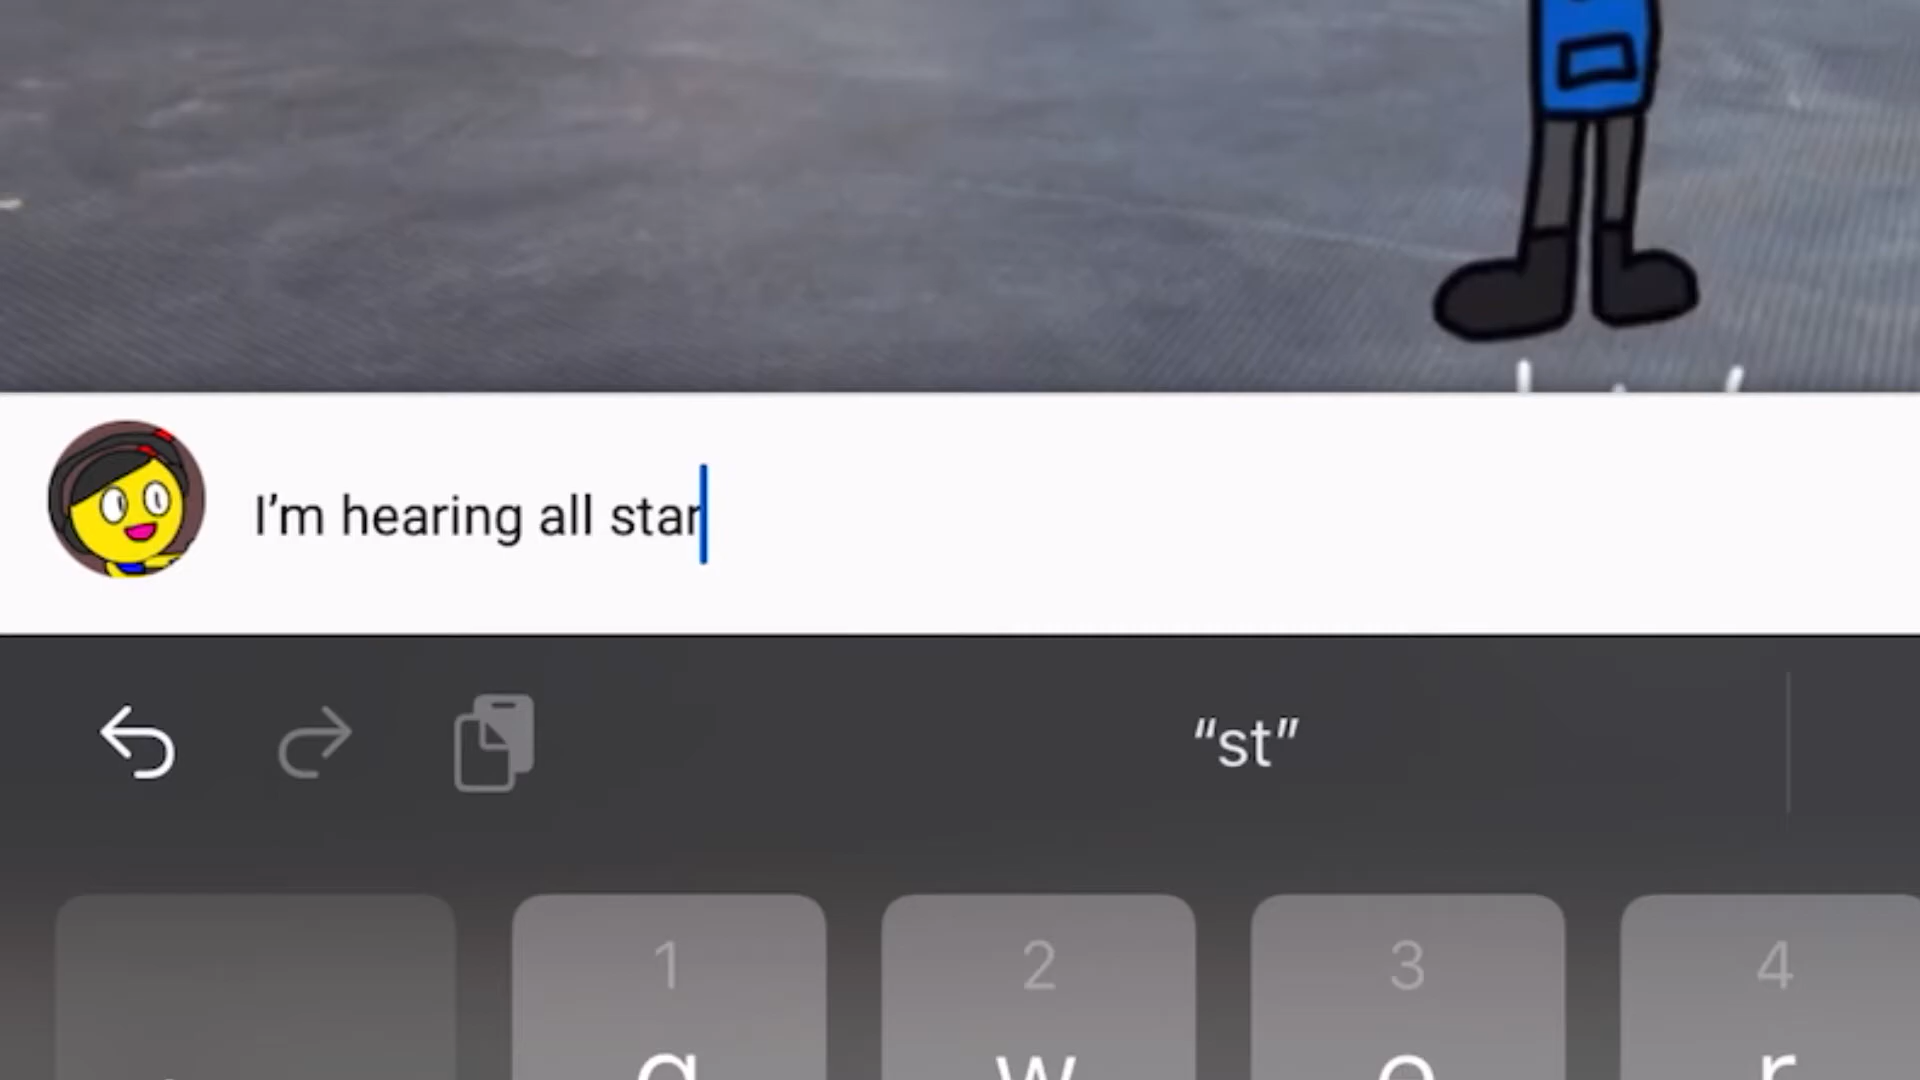 I’m hearing all star
“st”
1 2 3 4
q w e r